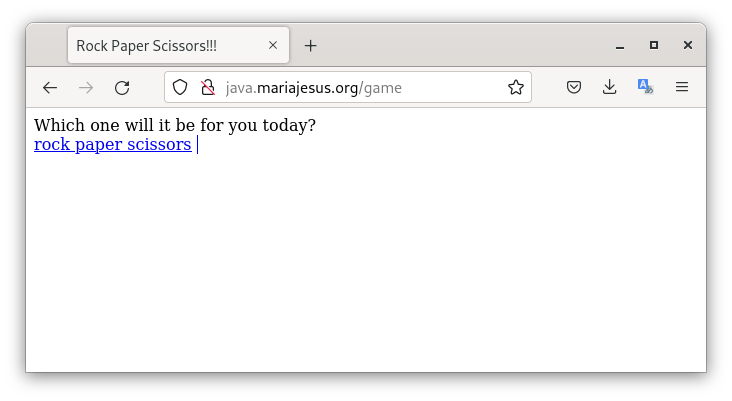 Rock Paper Scissors!!!
java.mariajesus.org/game
Which one will it be for you today?
rock paper scissors